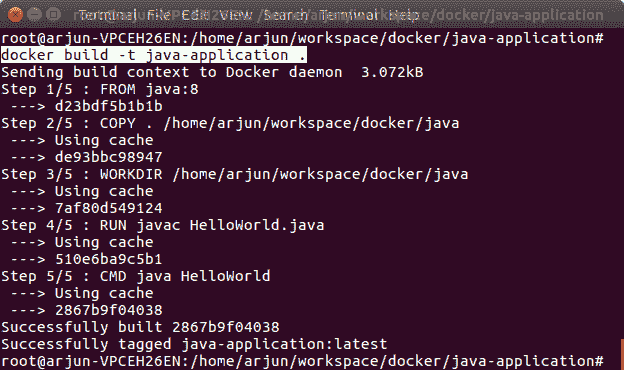 Terminal File Edit View Search Terminal Help
root@arjun-VPCEH26EN:/home/arjun/workspace/docker/java-application#
docker build -t java-application .
Sending build context to Docker daemon  3.072kB
Step 1/5 : FROM java:8
 ---> d23bdf5b1b1b
Step 2/5 : COPY . /home/arjun/workspace/docker/java
 ---> Using cache
 ---> de93bbc98947
Step 3/5 : WORKDIR /home/arjun/workspace/docker/java
 ---> Using cache
 ---> 7af80d549124
Step 4/5 : RUN javac HelloWorld.java
 ---> Using cache
 ---> 510e6ba9c5b1
Step 5/5 : CMD java HelloWorld
 ---> Using cache
 ---> 2867b9f04038
Successfully built 2867b9f04038
Successfully tagged java-application:latest
root@arjun-VPCEH26EN:/home/arjun/workspace/docker/java-application#